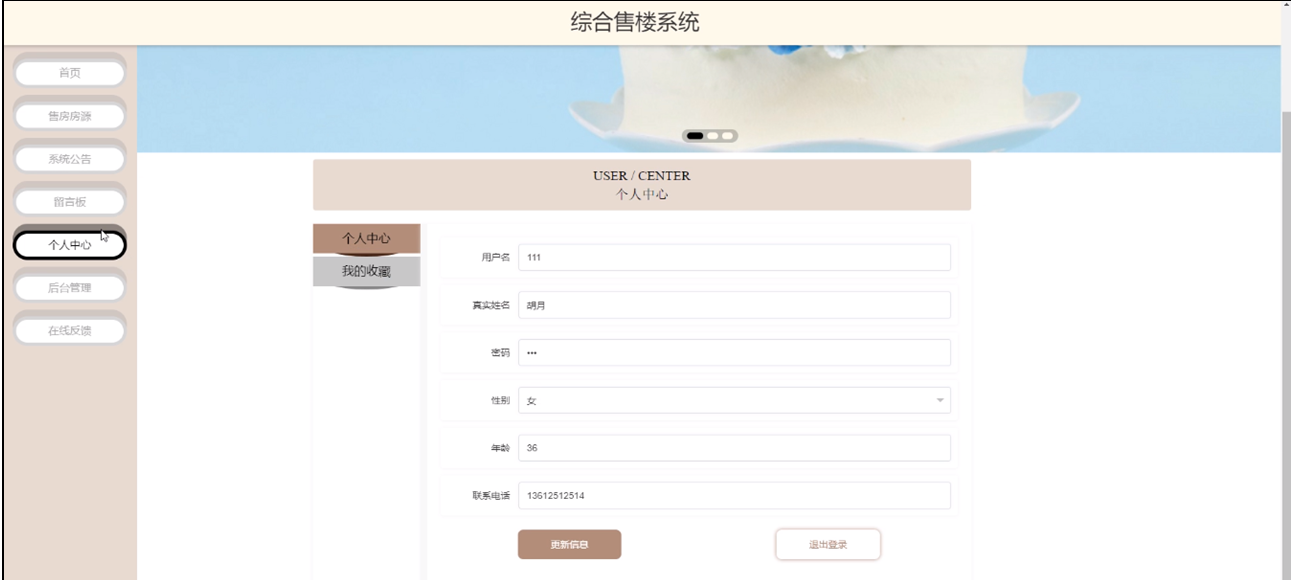 综合售楼系统
首页
售房房源
系统公告
留言板
个人中心
后台管理
在线反馈
USER / CENTER
个人中心
个人中心
我的收藏
用户名 111
真实姓名 胡月
密码 •••
性别 女
年龄 36
联系电话 13612512514
更新信息 退出登录